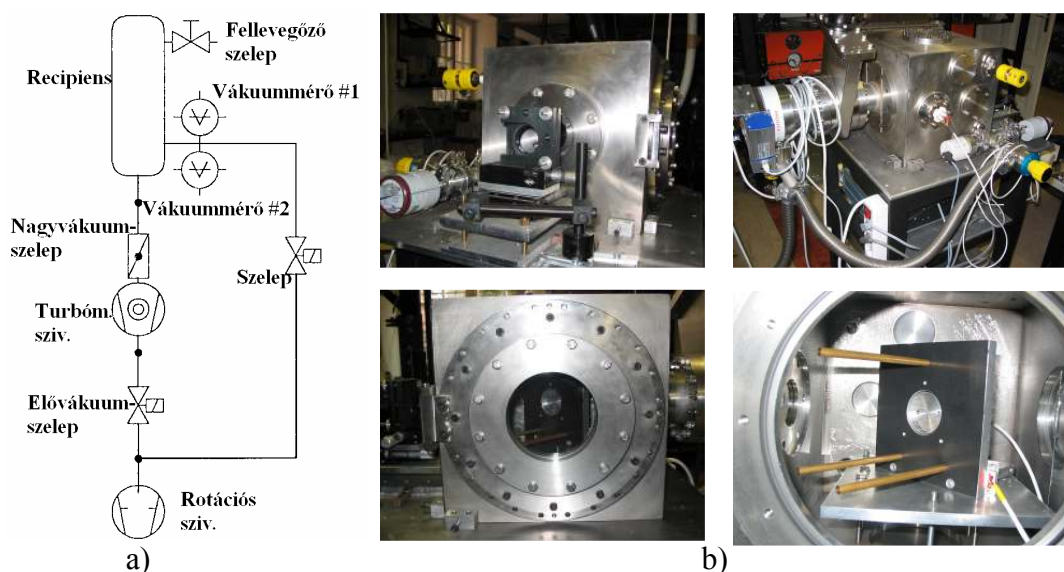 Fellevegőző
szelep
Recipiens
Vákuummérő #1
Vákuummérő #2
Nagyvákuum-
szelep
Szelep
Turbóm.
sziv.
Elővákuum-
szelep
Rotációs
sziv.
a)
b)